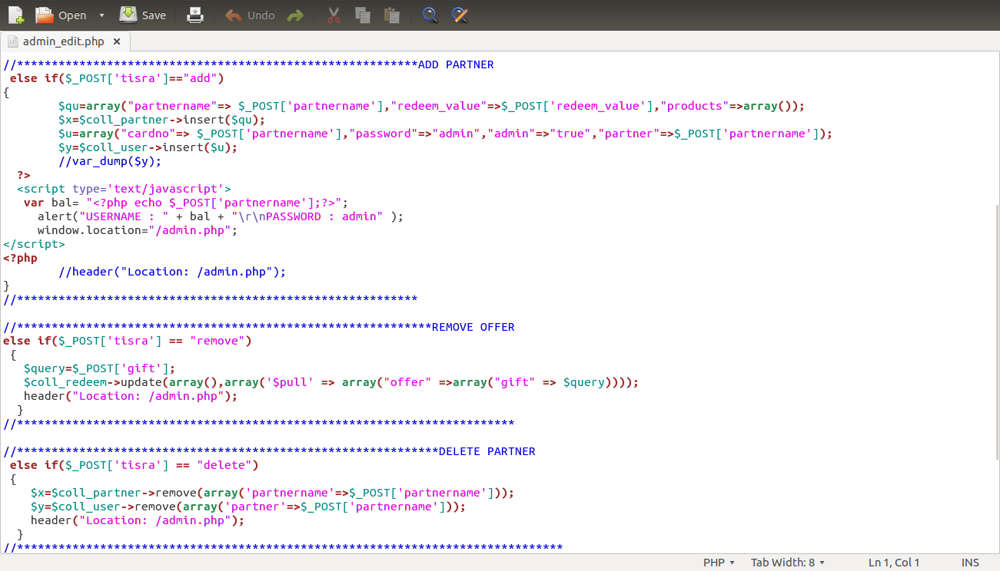 Open Save Undo
admin_edit.php
//**********************************************************ADD PARTNER
else if($_POST['tisra']=="add")
{
$qu=array("partnername"=> $_POST['partnername'],"redeem_value"=>$_POST['redeem_value'],"products"=>array());
$x=$coll_partner->insert($qu);
$u=array("cardno"=> $_POST['partnername'],"password"=>"admin","admin"=>"true","partner"=>$_POST['partnername']);
$y=$coll_user->insert($u);
//var_dump($y);
?>
<script type='text/javascript'>
var bal= "<?php echo $_POST['partnername'];?>";
alert("USERNAME : " + bal + "\r\nPASSWORD : admin" );
window.location="/admin.php";
</script>
<?php
//header("Location: /admin.php");
}
//**********************************************************
//************************************************************REMOVE OFFER
else if($_POST['tisra'] == "remove")
{
$query=$_POST['gift'];
$coll_redeem->update(array(),array('$pull' => array("offer" =>array("gift" => $query))));
header("Location: /admin.php");
}
//************************************************************************
//*************************************************************DELETE PARTNER
else if($_POST['tisra'] == "delete")
{
$x=$coll_partner->remove(array('partnername'=>$_POST['partnername']));
$y=$coll_user->remove(array('partner'=>$_POST['partnername']));
header("Location: /admin.php");
}
//*******************************************************************************
PHP Tab Width: 8 Ln 1, Col 1 INS